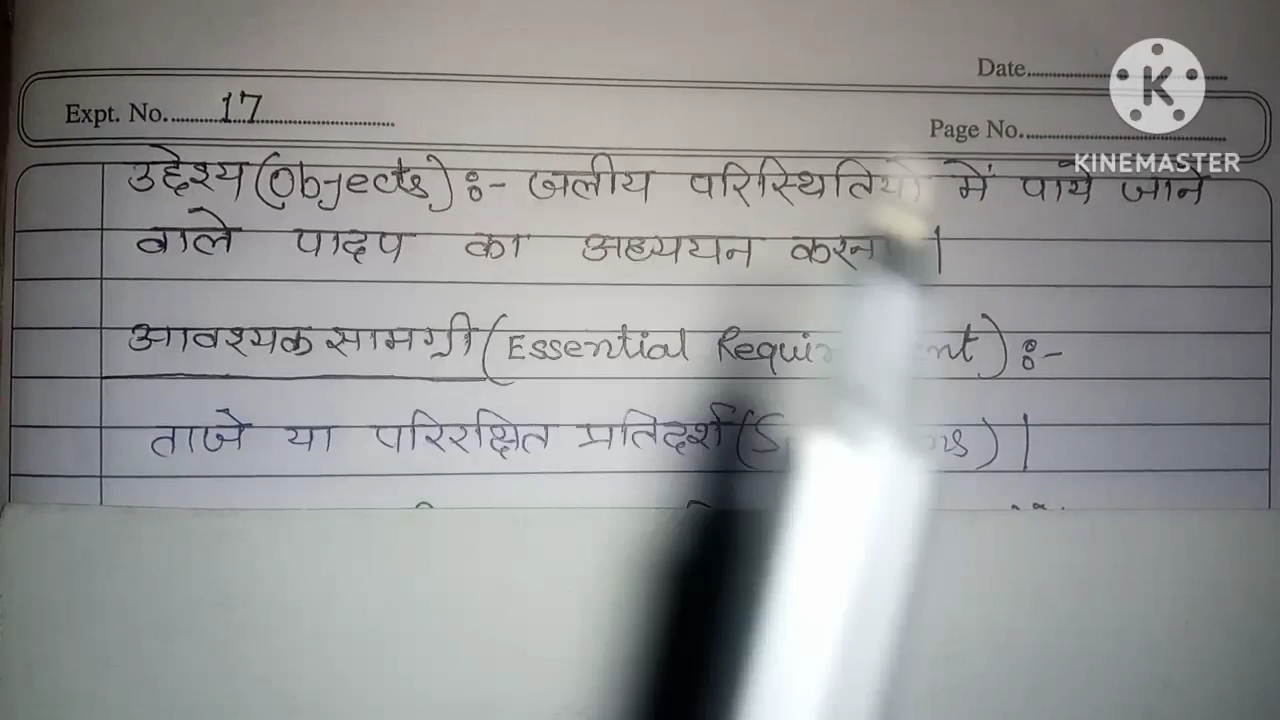 Date
Expt. No. 17
Page No.
KINEMASTER
उद्देश्य (Objects) :- जलीय परिस्थितियों में पाये जाने
वाले पादप का अध्ययन करना |
आवश्यक सामग्री (Essential :-
ताजे या परिरक्षित प्रतिदर्श |